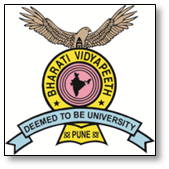 BHARATI VIDYAPEETH
DEEMED TO BE UNIVERSITY
PUNE